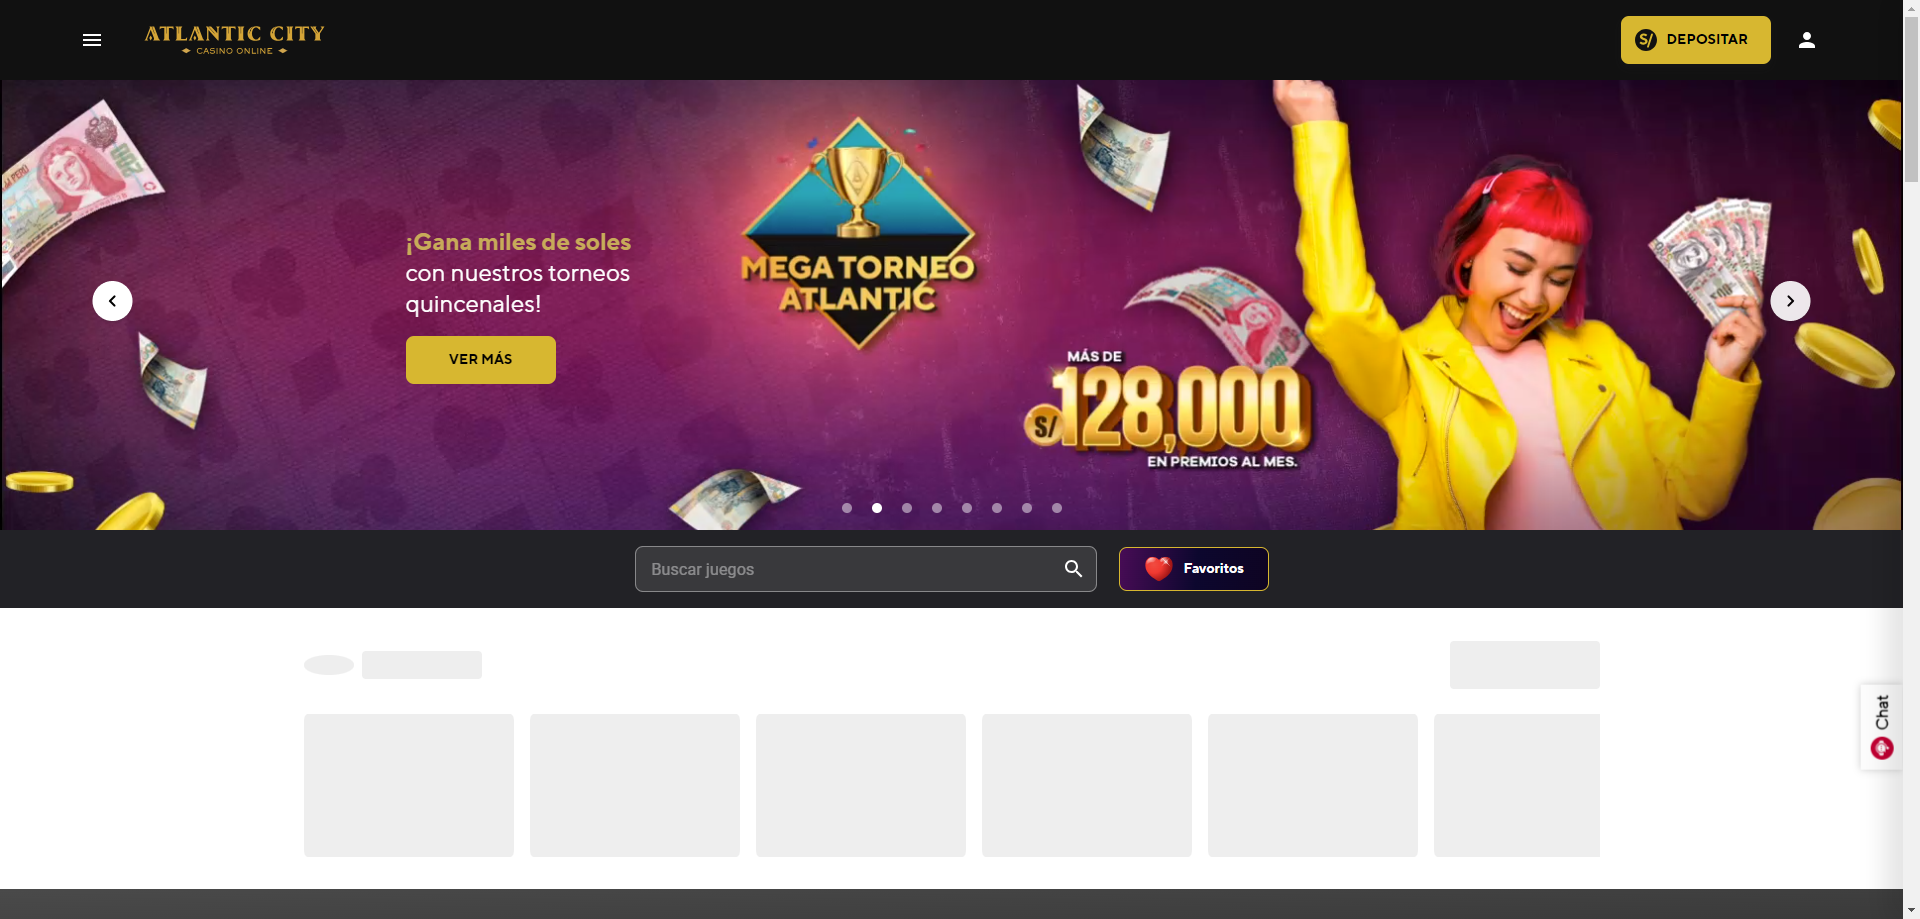 ATLANTIC CITY
CASINO ONLINE
S/ DEPOSITAR
¡Gana miles de soles
con nuestros torneos
quincenales!
VER MÁS
MEGA TORNEO
ATLANTIC
MÁS DE
S/ 128,000
EN PREMIOS AL MES.
Buscar juegos
Favoritos
Chat